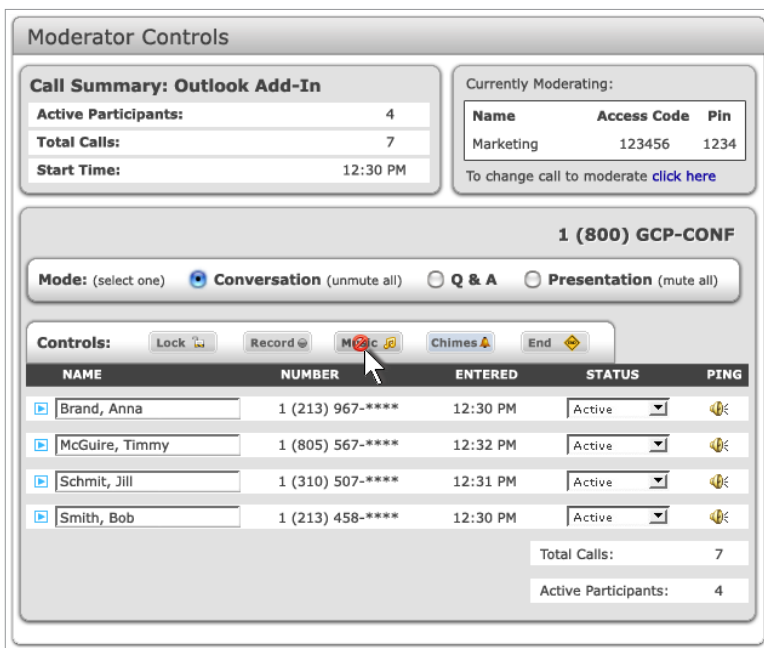 Moderator Controls
Call Summary: Outlook Add-In
Active Participants: 4
Total Calls: 7
Start Time: 12:30 PM
Currently Moderating:
Name Access Code Pin
Marketing 123456 1234
To change call to moderate click here
1 (800) GCP-CONF
Mode: (select one) Conversation (unmute all) Q & A Presentation (mute all)
Controls: Lock Record Music Chimes End
NAME NUMBER ENTERED STATUS PING
Brand, Anna 1 (213) 967-**** 12:30 PM Active
McGuire, Timmy 1 (805) 567-**** 12:32 PM Active
Schmit, Jill 1 (310) 507-**** 12:31 PM Active
Smith, Bob 1 (213) 458-**** 12:30 PM Active
Total Calls: 7
Active Participants: 4